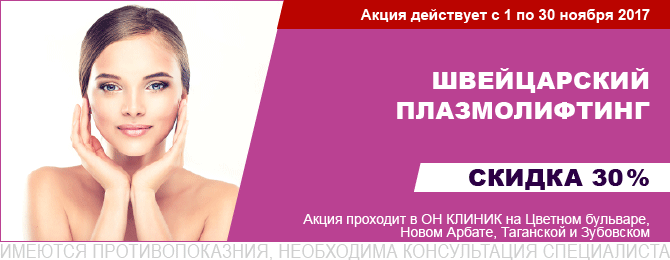 Акция действует с 1 по 30 ноября 2017
ШВЕЙЦАРСКИЙ
ПЛАЗМОЛИФТИНГ
СКИДКА 30%
Акция проходит в ОН КЛИНИК на Цветном бульваре,
Новом Арбате, Таганской и Зубовском
ИМЕЮТСЯ ПРОТИВОПОКАЗНИЯ, НЕОБХОДИМА КОНСУЛЬТАЦИЯ СПЕЦИАЛИСТА